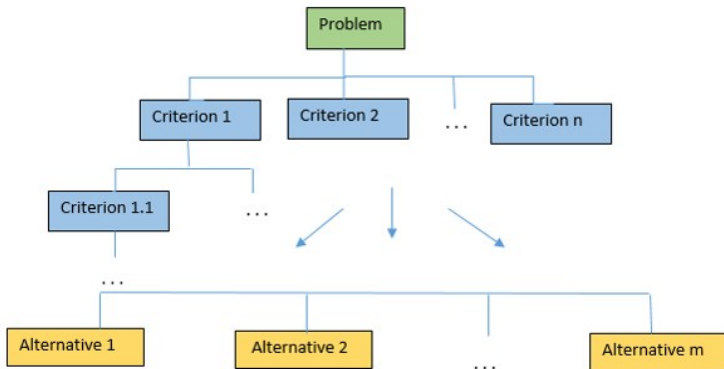 Problem
Criterion 1
Criterion 2
...
Criterion n
Criterion 1.1
...
...
Alternative 1
Alternative 2
...
Alternative m